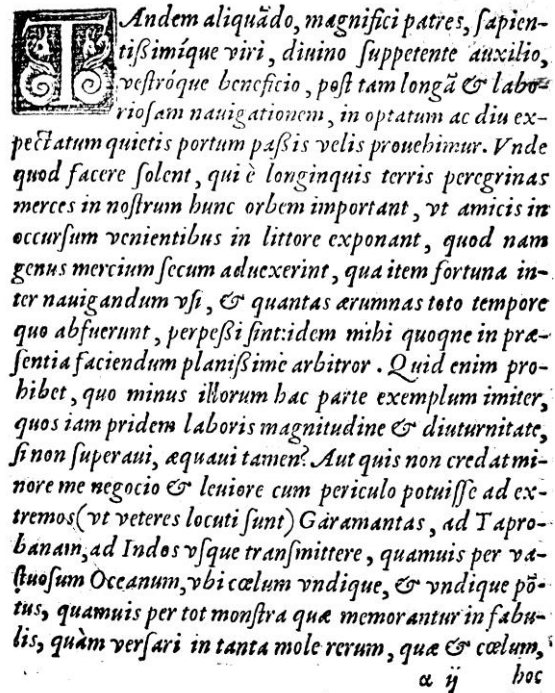 TAndem aliquãdo, magnifici patres, ſapien-
tißimíque viri, diuino ſuppetente auxilio,
veſtróque beneficio, poſt tam longã & labo-
rioſam nauigationem, in optatum ac diu ex-
pectatum quietis portum paßis velis prouehimur. Vnde
quod facere ſolent, qui è longinquis terris peregrinas
merces in noſtrum hunc orbem important, vt amicis in
occurſum venientibus in littore exponant, quod nam
genus mercium ſecum aduexerint, qua item fortuna in-
ter nauigandum vſi, & quantas ærumnas toto tempore
quo abfuerunt, perpeßi ſint:idem mihi quoqne in præ-
ſentia faciendum planißime arbitror. Quid enim pro-
hibet, quo minus illorum hac parte exemplum imiter,
quos iam pridem laboris magnitudine & diuturnitate,
ſi non ſuperaui, æquaui tamen? Aut quis non credat mi-
nore me negocio & leuiore cum periculo potuiſſe ad ex-
tremos(vt veteres locuti ſunt) Garamantas, ad Tapro-
banam, ad Indos vſque tranſmittere, quamuis per va-
ſtuoſum Oceanum, vbi cœlum vndique, & vndique põ-
tus, quamuis per tot monſtra quæ memorantur in fabu-
lis, quàm verſari in tanta mole rerum, quæ & cœlum,
a ij hoc